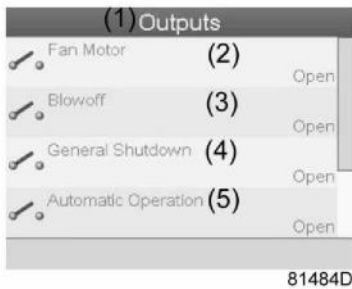 (1) Outputs
Fan Motor (2)
Open
Blowoff (3)
Open
General Shutdown (4)
Open
Automatic Operation (5)
Open
81484D